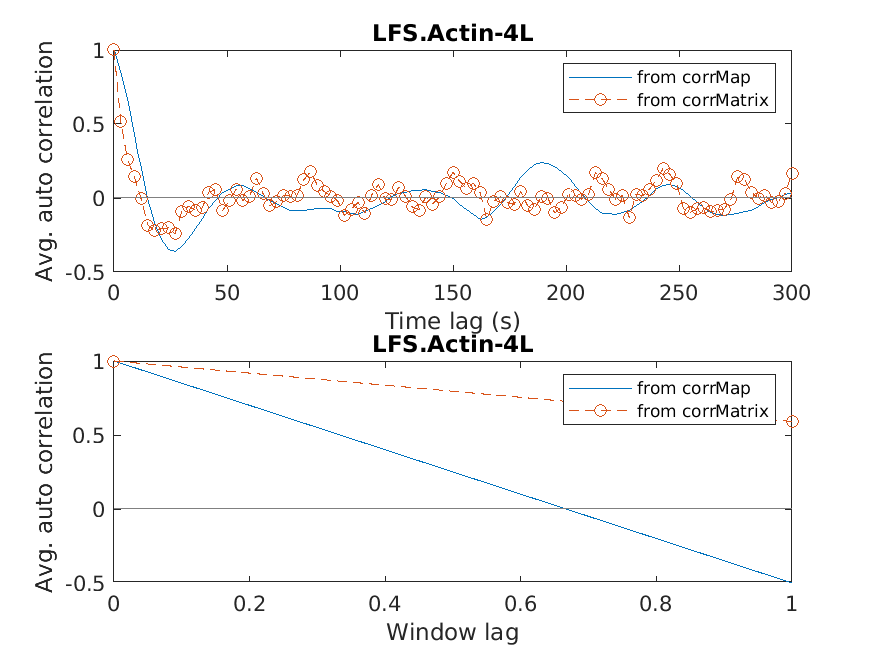 LFS.Actin-4L
Avg. auto correlation
1
0.5
0
-0.5
from corrMap
from corrMatrix
0 50 100 150 200 250 300
Time lag (s)
LFS.Actin-4L
Avg. auto correlation
1
0.5
0
-0.5
from corrMap
from corrMatrix
0 0.2 0.4 0.6 0.8 1
Window lag